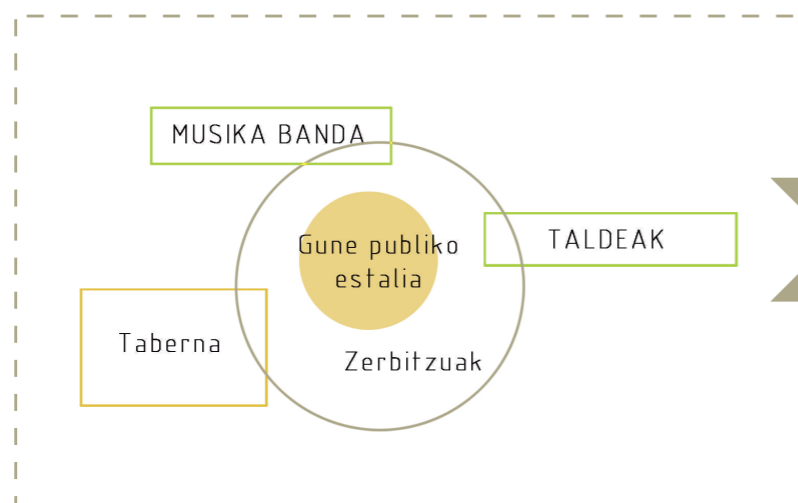 MUSIKA BANDA
TALDEAK
Gune publiko
estalia
Taberna
Zerbitzuak